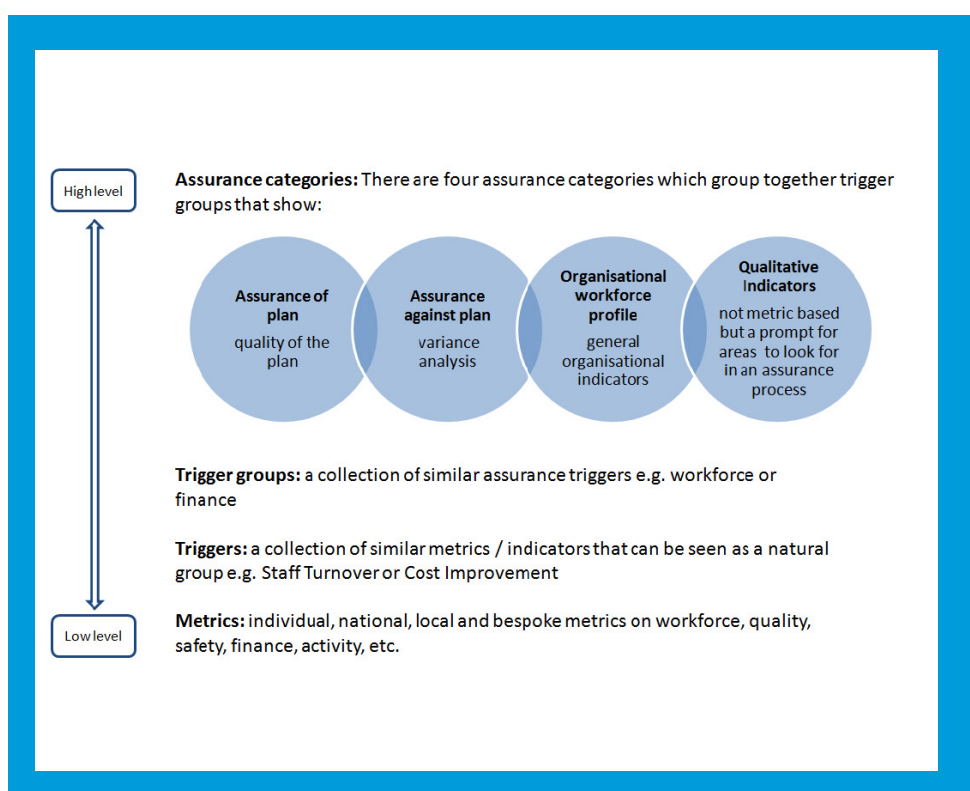 High level
Assurance categories: There are four assurance categories which group together trigger
groups that show:
Assurance of
plan
quality of the
plan
Assurance
against plan
variance
analysis
Organisational
workforce
profile
general
organisational
indicators
Qualitative
Indicators
not metric based
but a prompt for
areas to look for
in an assurance
process
Trigger groups: a collection of similar assurance triggers e.g. workforce or
finance
Triggers: a collection of similar metrics / indicators that can be seen as a natural
group e.g. Staff Turnover or Cost Improvement
Low level
Metrics: individual, national, local and bespoke metrics on workforce, quality,
safety, finance, activity, etc.